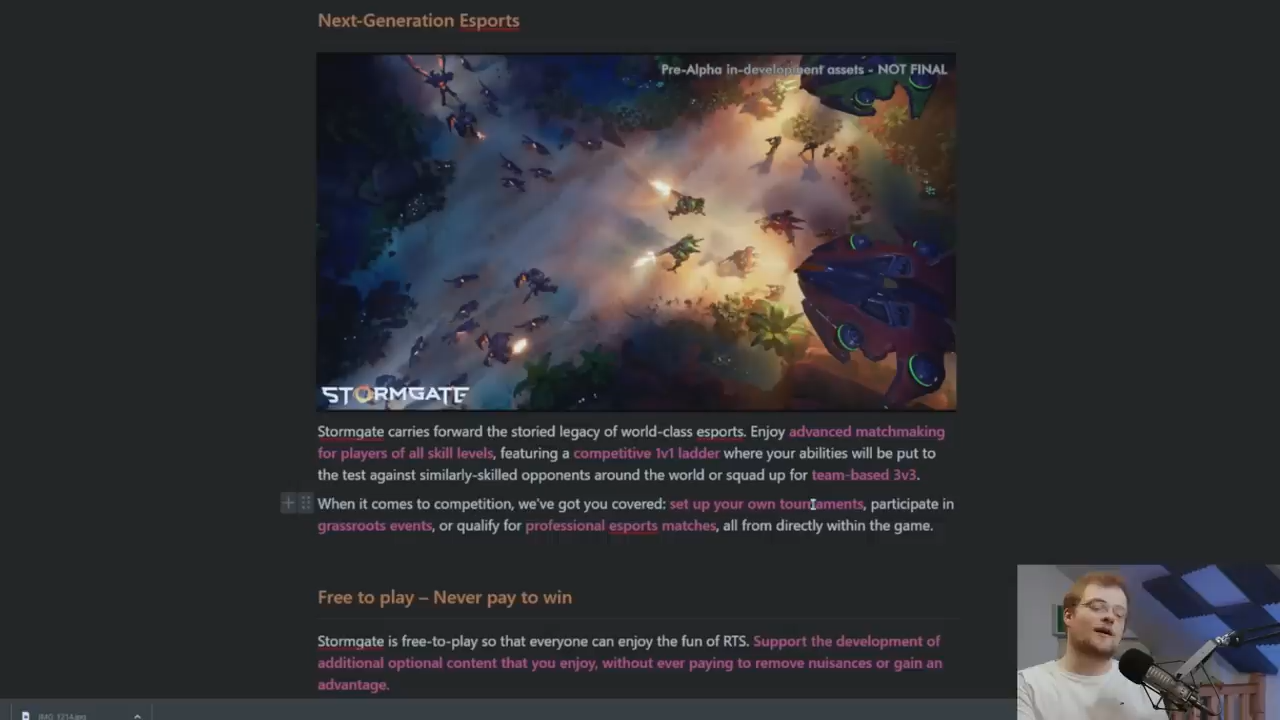 Next-Generation Esports
Pre-Alpha in-development assets - NOT FINAL
STORMGATE
Stormgate carries forward the storied legacy of world-class esports. Enjoy advanced matchmaking
for players of all skill levels, featuring a competitive 1v1 ladder where your abilities will be put to
the test against similarly-skilled opponents around the world or squad up for team-based 3v3.
When it comes to competition, we've got you covered: set up your own tournaments, participate in
grassroots events, or qualify for professional esports matches, all from directly within the game.
Free to play – Never pay to win
Stormgate is free-to-play so that everyone can enjoy the fun of RTS. Support the development of
additional optional content that you enjoy, without ever paying to remove nuisances or gain an
advantage.